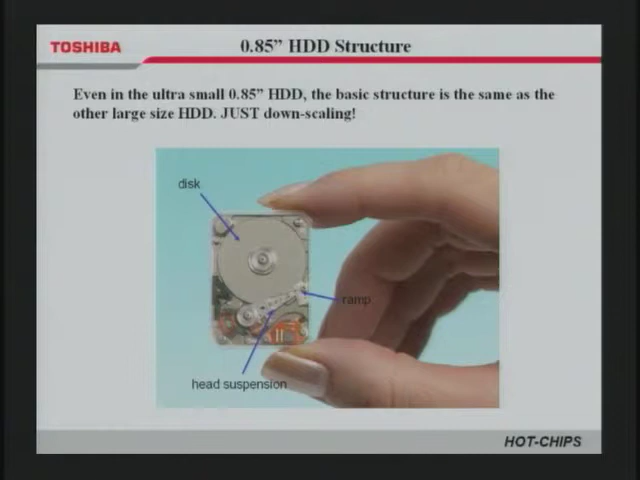 TOSHIBA
0.85” HDD Structure
Even in the ultra small 0.85” HDD, the basic structure is the same as the
other large size HDD. JUST down-scaling!
disk
ramp
head suspension
HOT-CHIPS